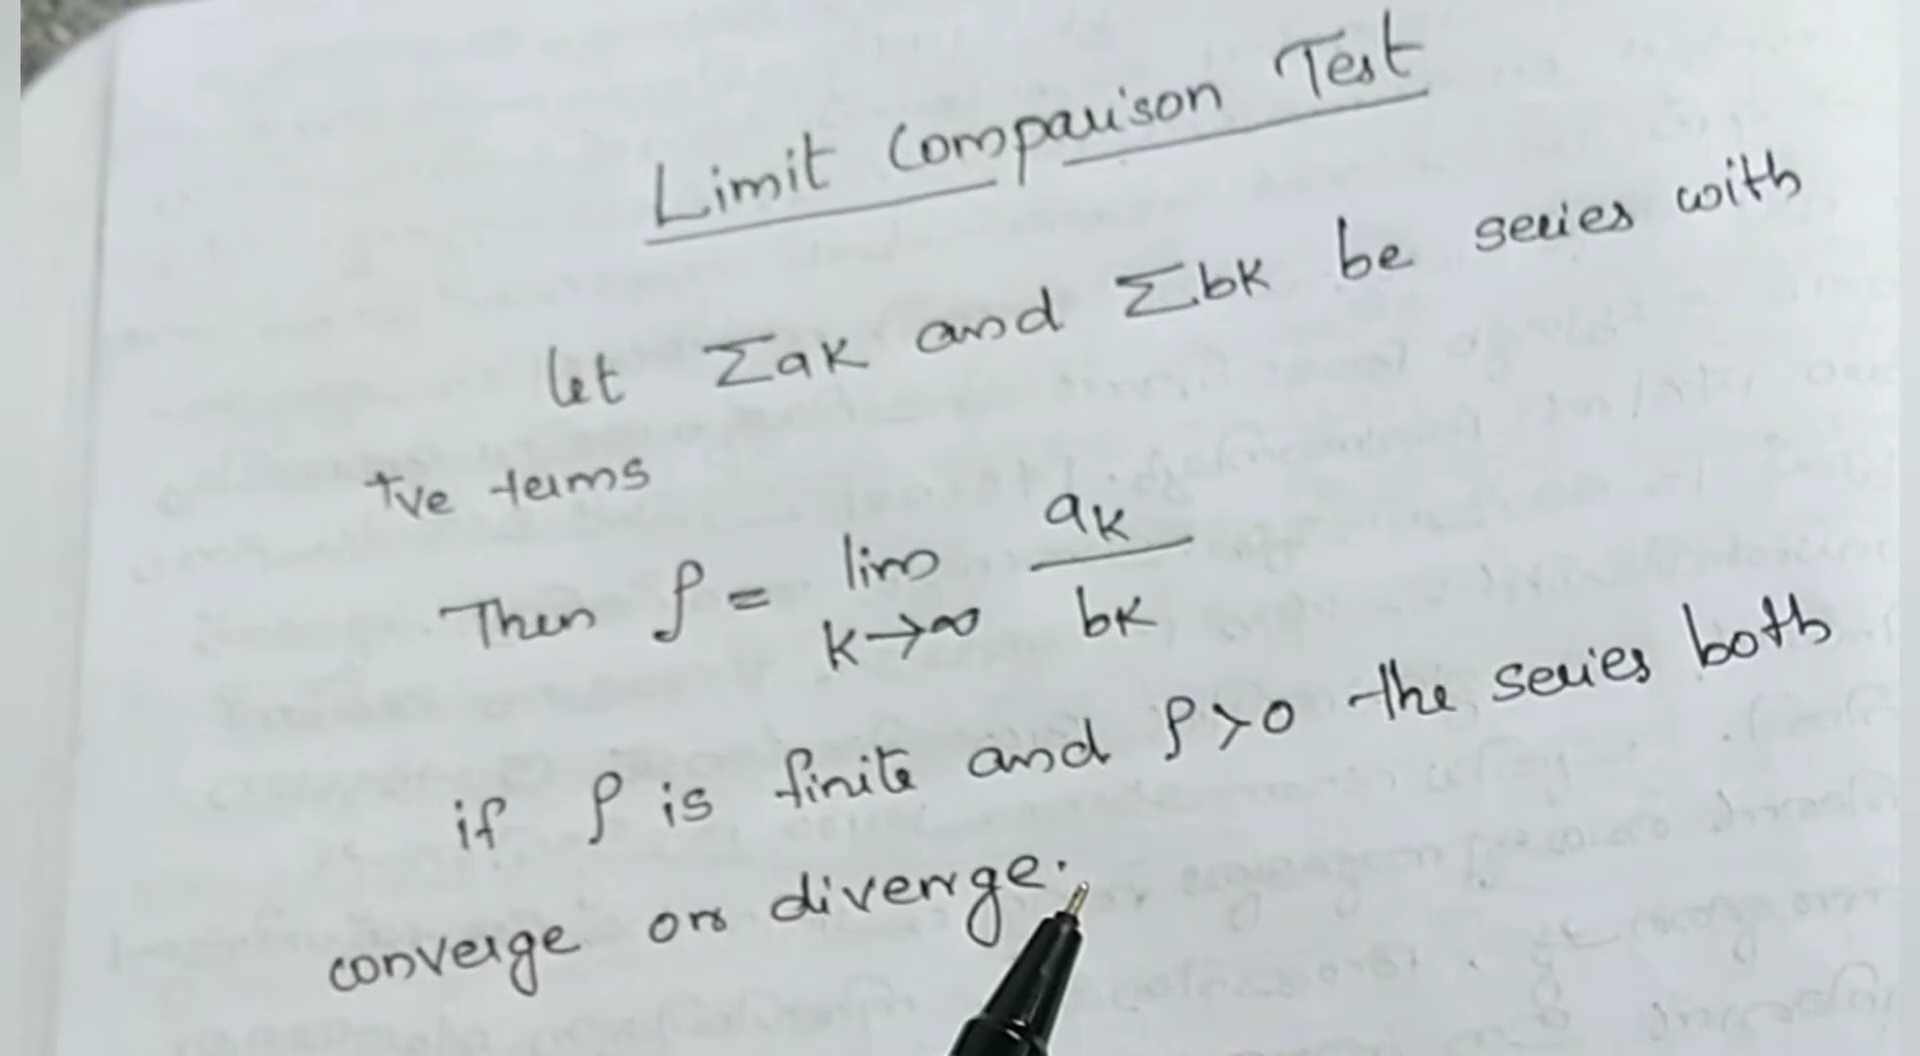 Limit Comparison Test
let Σak and Σbk be series with
+ve terms
Then ρ = lim k→∞ ak/bk
if ρ is finite and ρ>0 the series both
converge or diverge.